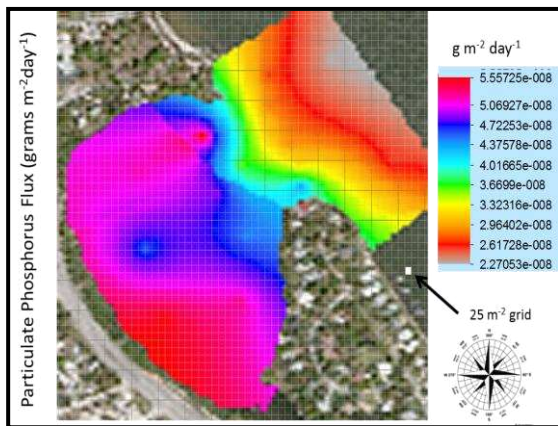 Particulate Phosphorus Flux (grams m-2day-1)
g m-2 day-1
5.55725e-008
5.06927e-008
4.72253e-008
4.37578e-008
4.01665e-008
3.6699e-008
3.32316e-008
2.96402e-008
2.61728e-008
2.27053e-008
25 m-2 grid